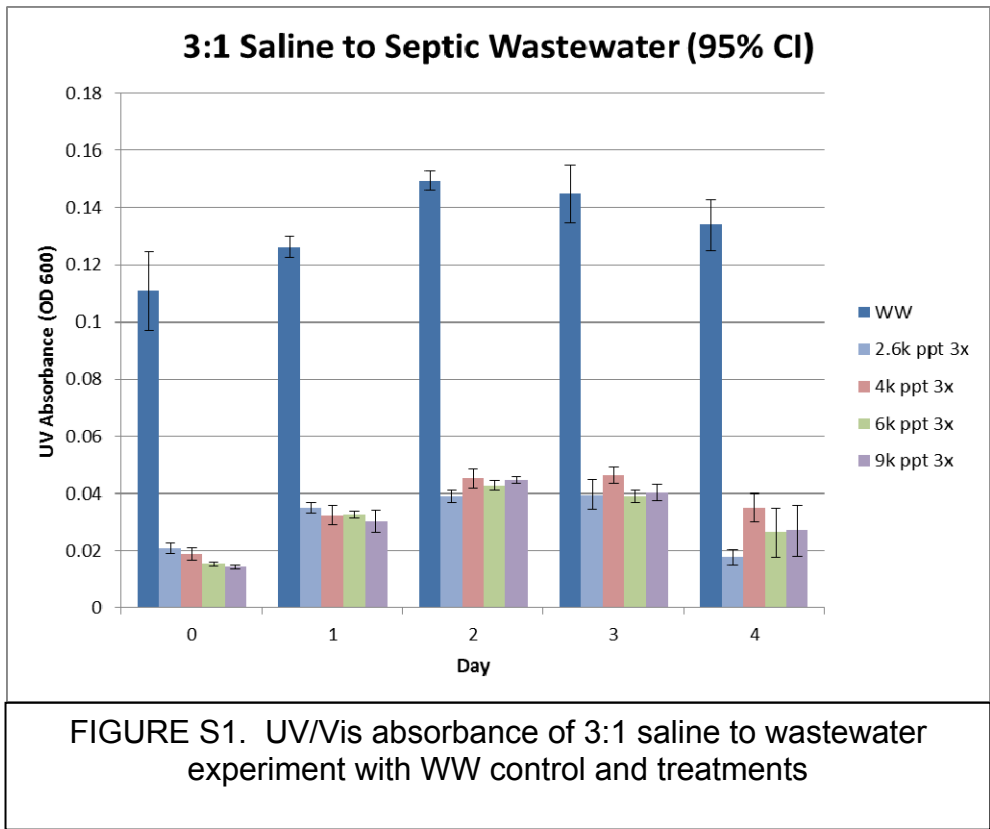 3:1 Saline to Septic Wastewater (95% CI)
0.18
0.16
0.14
0.12
0.1
0.08
0.06
0.04
0.02
0
UV Absorbance (OD 600)
0 1 2 3 4
Day
WW
2.6k ppt 3x
4k ppt 3x
6k ppt 3x
9k ppt 3x
FIGURE S1. UV/Vis absorbance of 3:1 saline to wastewater
experiment with WW control and treatments